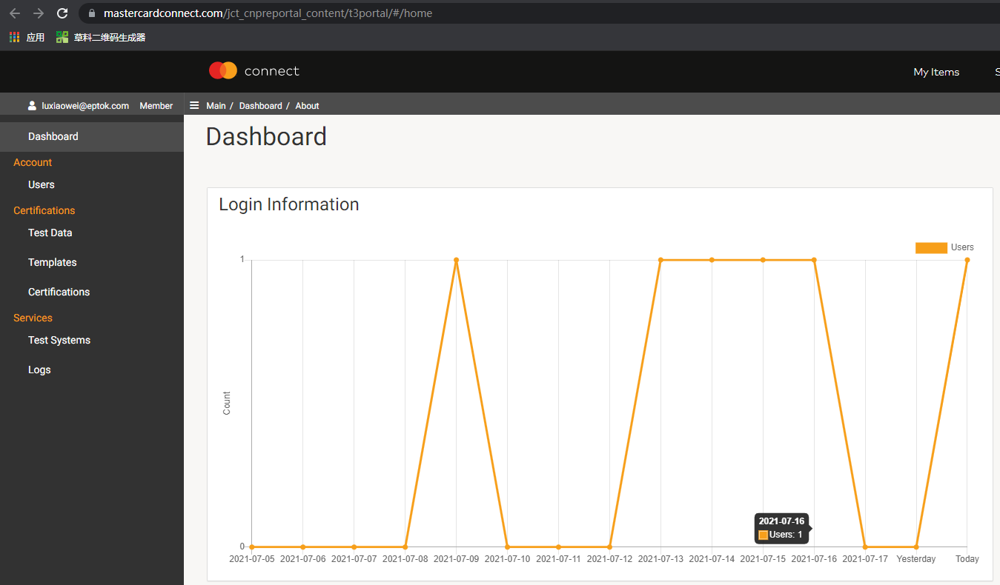 mastercardconnect.com/jct_cnpreportal_content/t3portal/#/home
应用 草料二维码生成器
connect
My Items
S
luxiaowei@eptok.com Member Main / Dashboard / About
Dashboard
Account
Users
Certifications
Test Data
Templates
Certifications
Services
Test Systems
Logs
Dashboard
Login Information
Users
1
Count
0
2021-07-16
Users: 1
2021-07-05 2021-07-06 2021-07-07 2021-07-08 2021-07-09 2021-07-10 2021-07-11 2021-07-12 2021-07-13 2021-07-14 2021-07-15 2021-07-16 2021-07-17 Yesterday Today